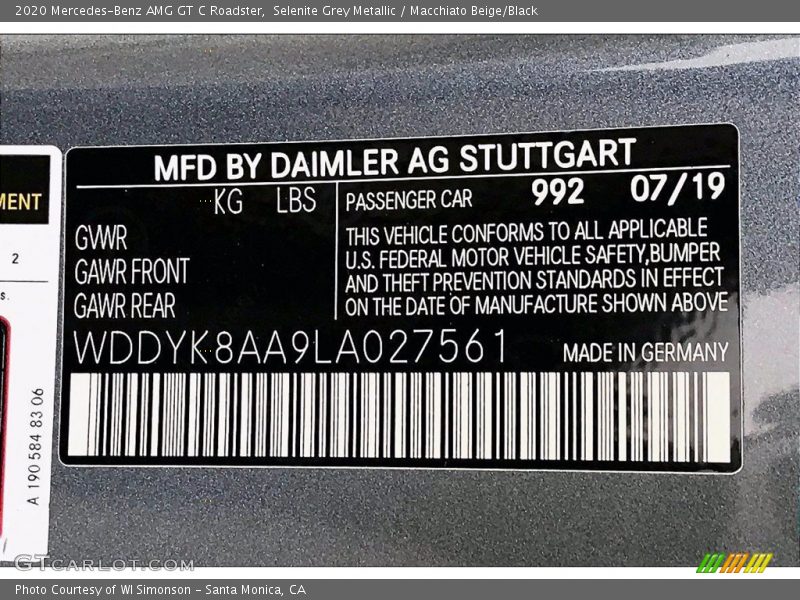 2020 Mercedes-Benz AMG GT C Roadster, Selenite Grey Metallic / Macchiato Beige/Black
MFD BY DAIMLER AG STUTTGART
KG LBS
GWR
GAWR FRONT
GAWR REAR
PASSENGER CAR 992 07/19
THIS VEHICLE CONFORMS TO ALL APPLICABLE
U.S. FEDERAL MOTOR VEHICLE SAFETY,BUMPER
AND THEFT PREVENTION STANDARDS IN EFFECT
ON THE DATE OF MANUFACTURE SHOWN ABOVE
WDDYK8AA9LA027561
MADE IN GERMANY
MENT
2
s.
A 190 584 83 06
GTcarlot.com
Photo Courtesy of WI Simonson - Santa Monica, CA